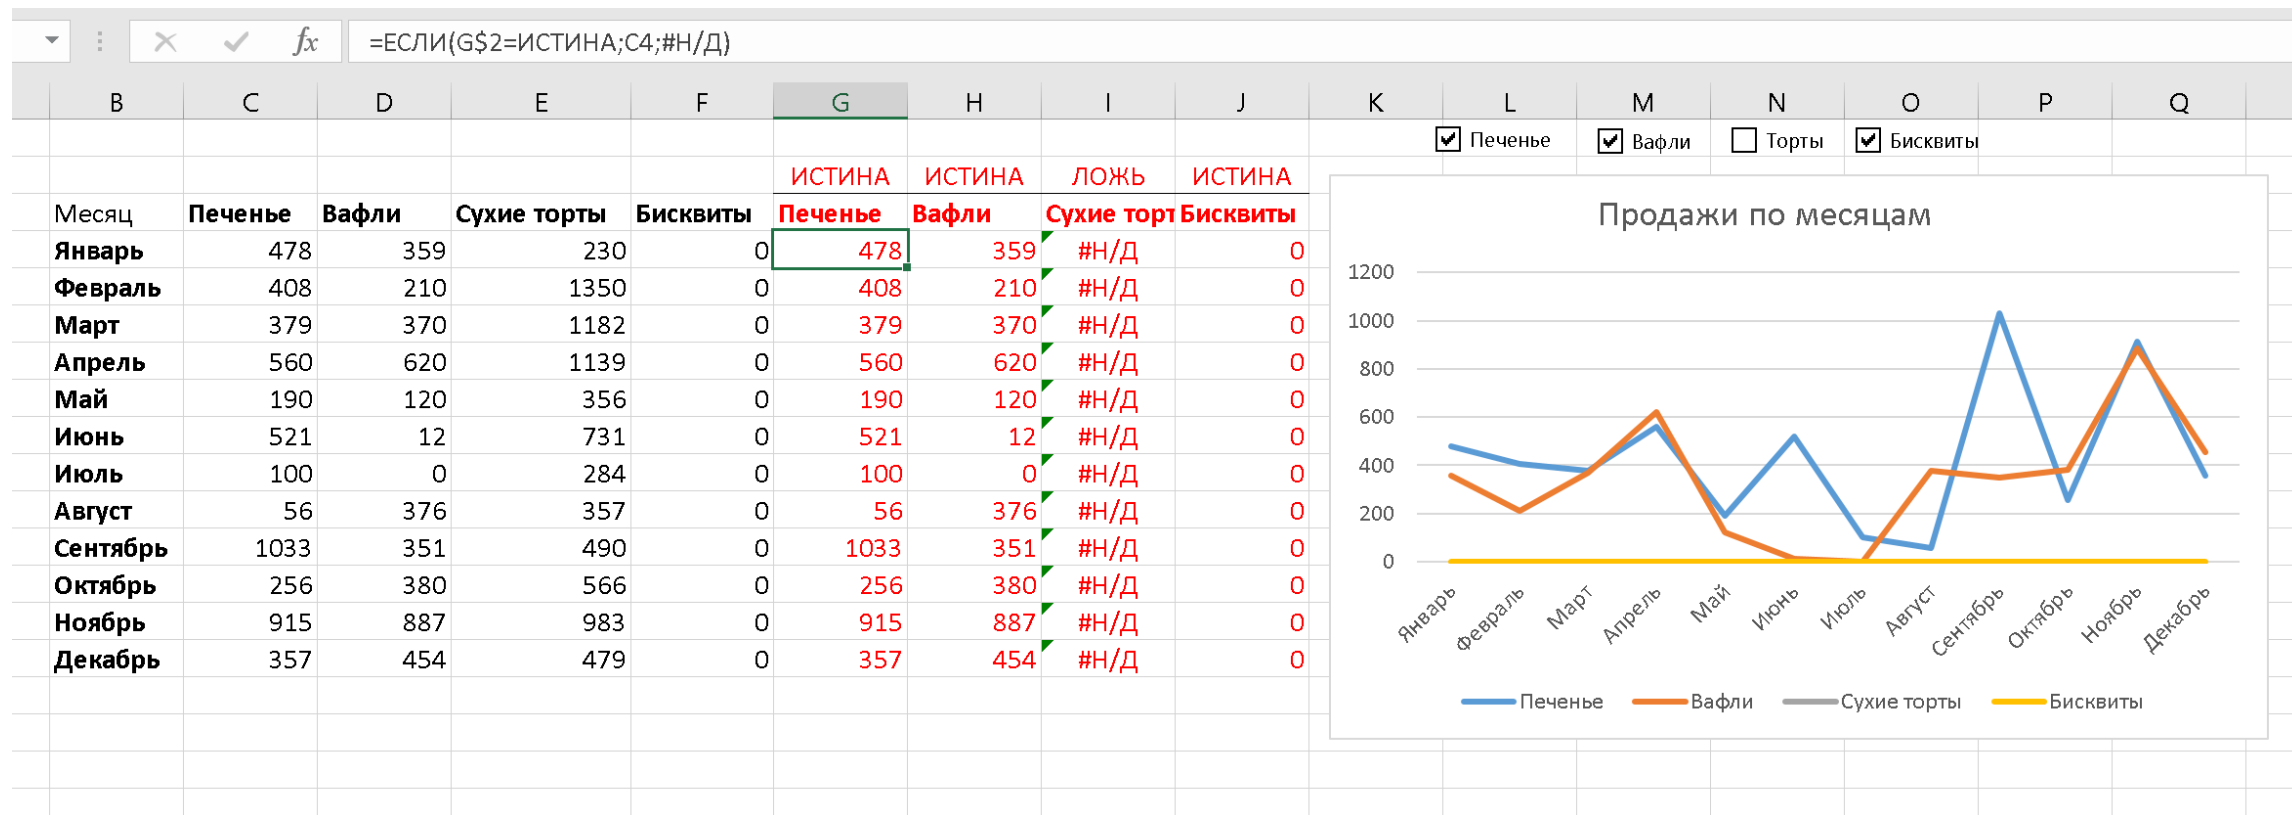 fx =ЕСЛИ(G$2=ИСТИНА;C4;#Н/Д)
B C D E F G H I J K L M N O P Q
Печенье Вафли Торты Бисквиты
ИСТИНА ИСТИНА ЛОЖЬ ИСТИНА
Месяц Печенье Вафли Сухие торты Бисквиты Печенье Вафли Сухие торт Бисквиты
Январь 478 359 230 0 478 359 #Н/Д 0
Февраль 408 210 1350 0 408 210 #Н/Д 0
Март 379 370 1182 0 379 370 #Н/Д 0
Апрель 560 620 1139 0 560 620 #Н/Д 0
Май 190 120 356 0 190 120 #Н/Д 0
Июнь 521 12 731 0 521 12 #Н/Д 0
Июль 100 0 284 0 100 0 #Н/Д 0
Август 56 376 357 0 56 376 #Н/Д 0
Сентябрь 1033 351 490 0 1033 351 #Н/Д 0
Октябрь 256 380 566 0 256 380 #Н/Д 0
Ноябрь 915 887 983 0 915 887 #Н/Д 0
Декабрь 357 454 479 0 357 454 #Н/Д 0
Продажи по месяцам
1200
1000
800
600
400
200
0
Январь Февраль Март Апрель Май Июнь Июль Август Сентябрь Октябрь Ноябрь Декабрь
Печенье Вафли Сухие торты Бисквиты